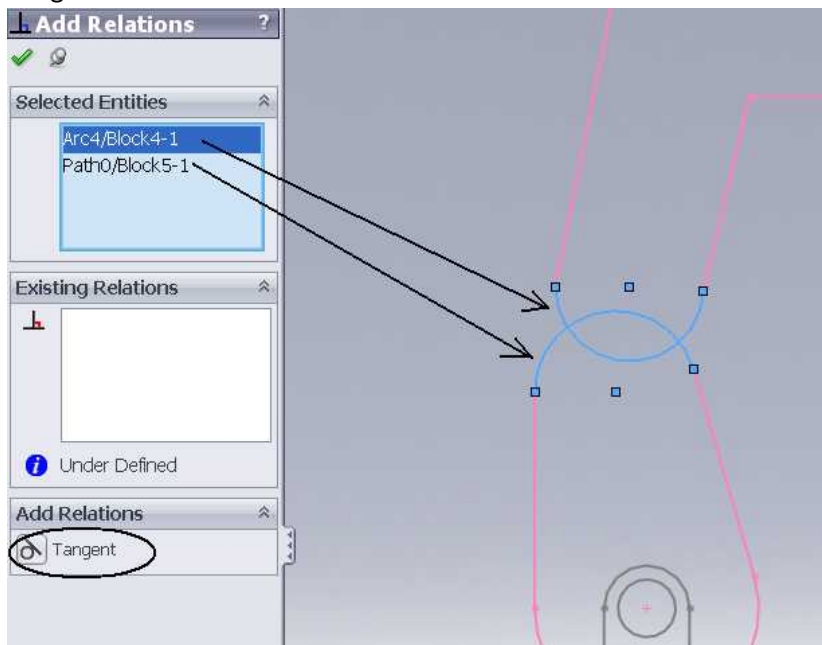 Add Relations ?
Selected Entities
Arc4/Block4-1
Path0/Block5-1
Existing Relations
Under Defined
Add Relations
Tangent